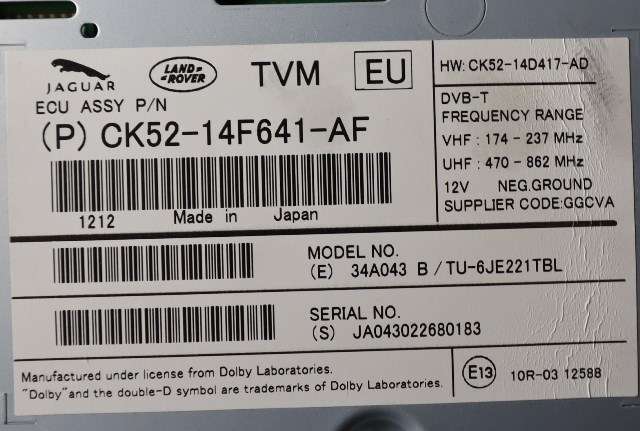 JAGUAR LAND-ROVER TVM EU
ECU ASSY P/N
(P) CK52-14F641-AF
1212 Made in Japan
HW: CK52-14D417-AD
DVB-T
FREQUENCY RANGE
VHF : 174 - 237 MHz
UHF : 470 - 862 MHz
12V NEG.GROUND
SUPPLIER CODE:GGCVA
MODEL NO.
(E) 34A043 B / TU-6JE221TBL
SERIAL NO.
(S) JA043022680183
Manufactured under license from Dolby Laboratories.
"Dolby" and the double-D symbol are trademarks of Dolby Laboratories.
E13 10R-03 12588